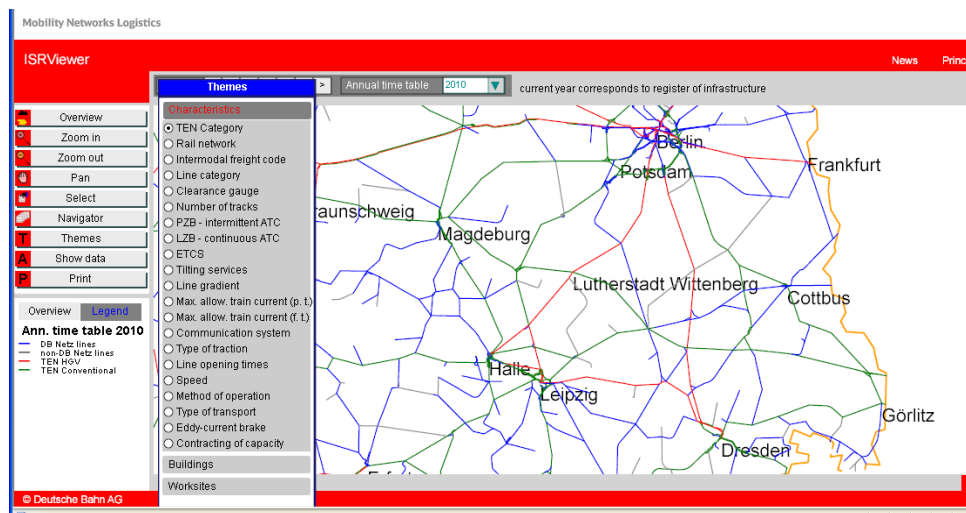 Mobility Networks Logistics
ISRViewer
News Princ
Themes
»
Annual time table 2010
current year corresponds to register of infrastructure
Overview
Zoom in
Zoom out
Pan
Select
Navigator
T Themes
A Show data
P Print
Overview Legend
Ann. time table 2010
DB Netz lines
non-DB Netz lines
TEN HGV
TEN Conventional
Characteristics
TEN Category
Rail network
Intermodal freight code
Line category
Clearance gauge
Number of tracks
PZB - intermittent ATC
LZB - continuous ATC
ETCS
Tilting services
Line gradient
Max. allow. train current (p. t.)
Max. allow. train current (f. t.)
Communication system
Type of traction
Line opening times
Speed
Method of operation
Type of transport
Eddy-current brake
Contracting of capacity
Buildings
Worksites
Berlin
Potsdam
Frankfurt
raunschweig
Magdeburg
Lutherstadt Wittenberg
Cottbus
Halle
Leipzig
Görlitz
Dresden
© Deutsche Bahn AG